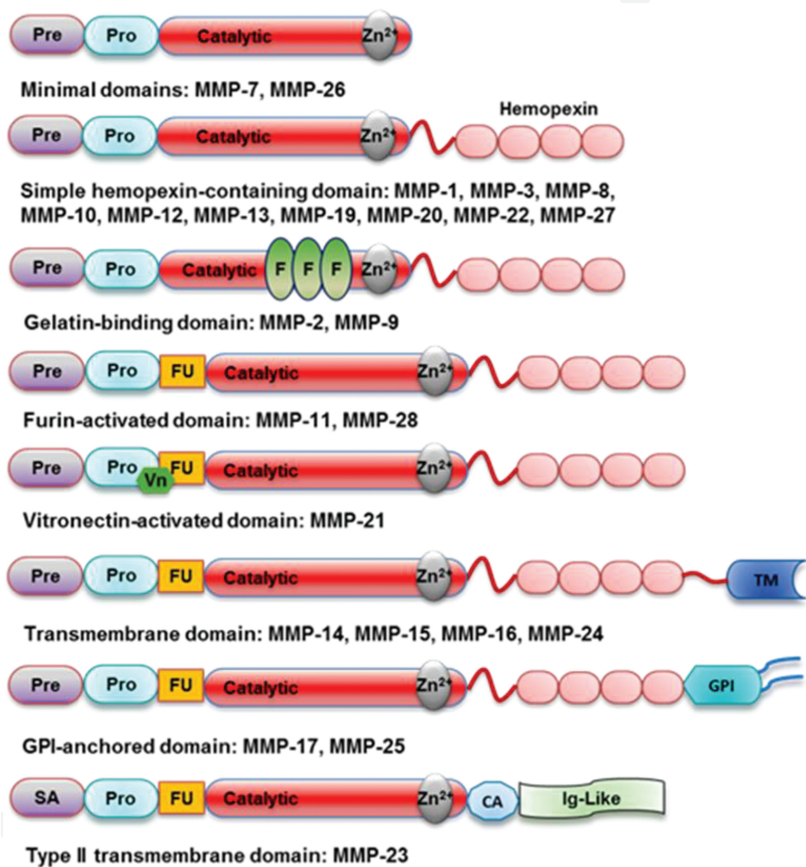 Pre Pro Catalytic Zn2+
Minimal domains: MMP-7, MMP-26
Hemopexin
Pre Pro Catalytic Zn2+
Simple hemopexin-containing domain: MMP-1, MMP-3, MMP-8,
MMP-10, MMP-12, MMP-13, MMP-19, MMP-20, MMP-22, MMP-27
Pre Pro Catalytic F F F Zn2+
Gelatin-binding domain: MMP-2, MMP-9
Pre Pro FU Catalytic Zn2+
Furin-activated domain: MMP-11, MMP-28
Pre Pro Vn FU Catalytic Zn2+
Vitronectin-activated domain: MMP-21
Pre Pro FU Catalytic Zn2+ TM
Transmembrane domain: MMP-14, MMP-15, MMP-16, MMP-24
Pre Pro FU Catalytic Zn2+ GPI
GPI-anchored domain: MMP-17, MMP-25
SA Pro FU Catalytic Zn2+ CA Ig-Like
Type II transmembrane domain: MMP-23